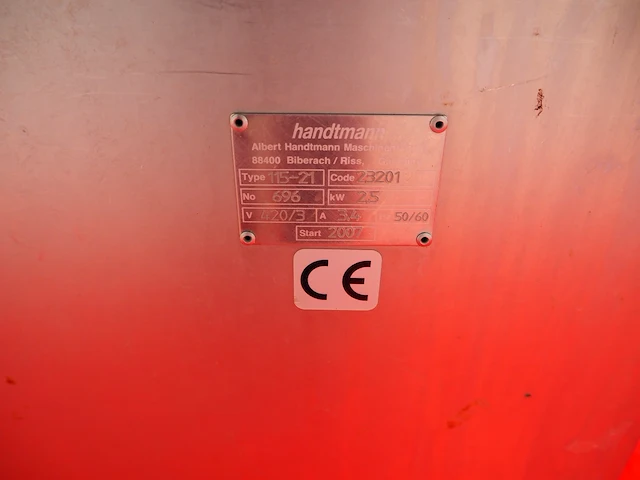 handtmann
Albert Handtmann
88400 Biberach / Riss,
Type 115-21 Code 23201
No 696 kW 2.5
V 420/3 A 50/60
Start
CE